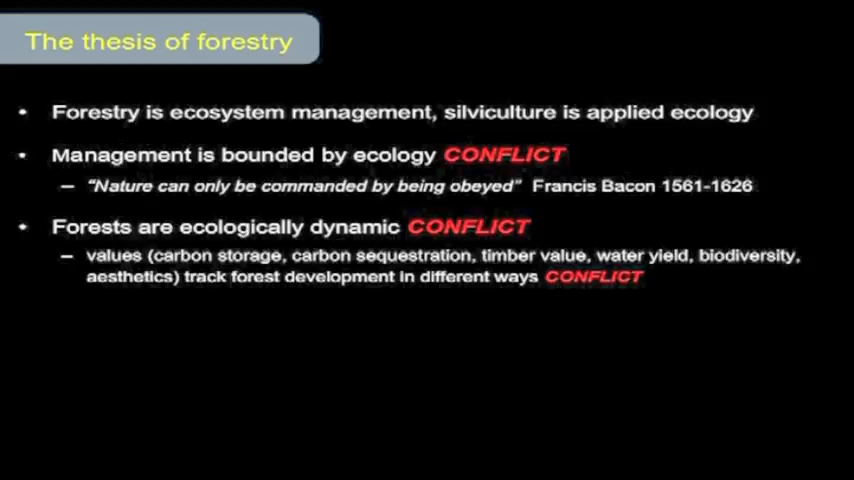 The thesis of forestry
• Forestry is ecosystem management, silviculture is applied ecology
• Management is bounded by ecology CONFLICT
– “Nature can only be commanded by being obeyed” Francis Bacon 1561-1626
• Forests are ecologically dynamic CONFLICT
– values (carbon storage, carbon sequestration, timber value, water yield, biodiversity,
aesthetics) track forest development in different ways CONFLICT